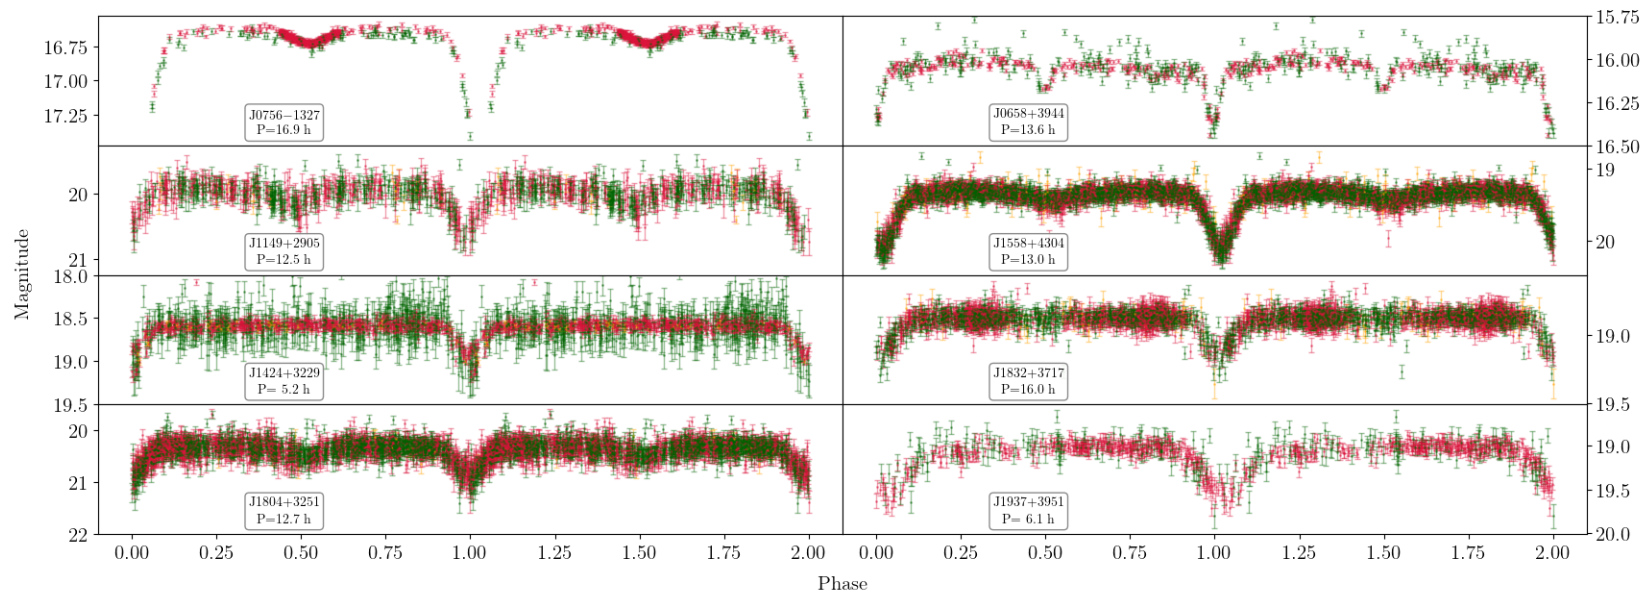 16.75
17.00
17.25
J0756−1327
P=16.9 h
15.75
16.00
16.25
16.50
J0658+3944
P=13.6 h
20
21
J1149+2905
P=12.5 h
19
20
J1558+4304
P=13.0 h
18.0
18.5
19.0
19.5
J1424+3229
P= 5.2 h
19.0
19.5
J1832+3717
P=16.0 h
20
21
22
J1804+3251
P=12.7 h
19.0
19.5
20.0
J1937+3951
P= 6.1 h
0.00 0.25 0.50 0.75 1.00 1.25 1.50 1.75 2.00
0.00 0.25 0.50 0.75 1.00 1.25 1.50 1.75 2.00
Magnitude
Phase